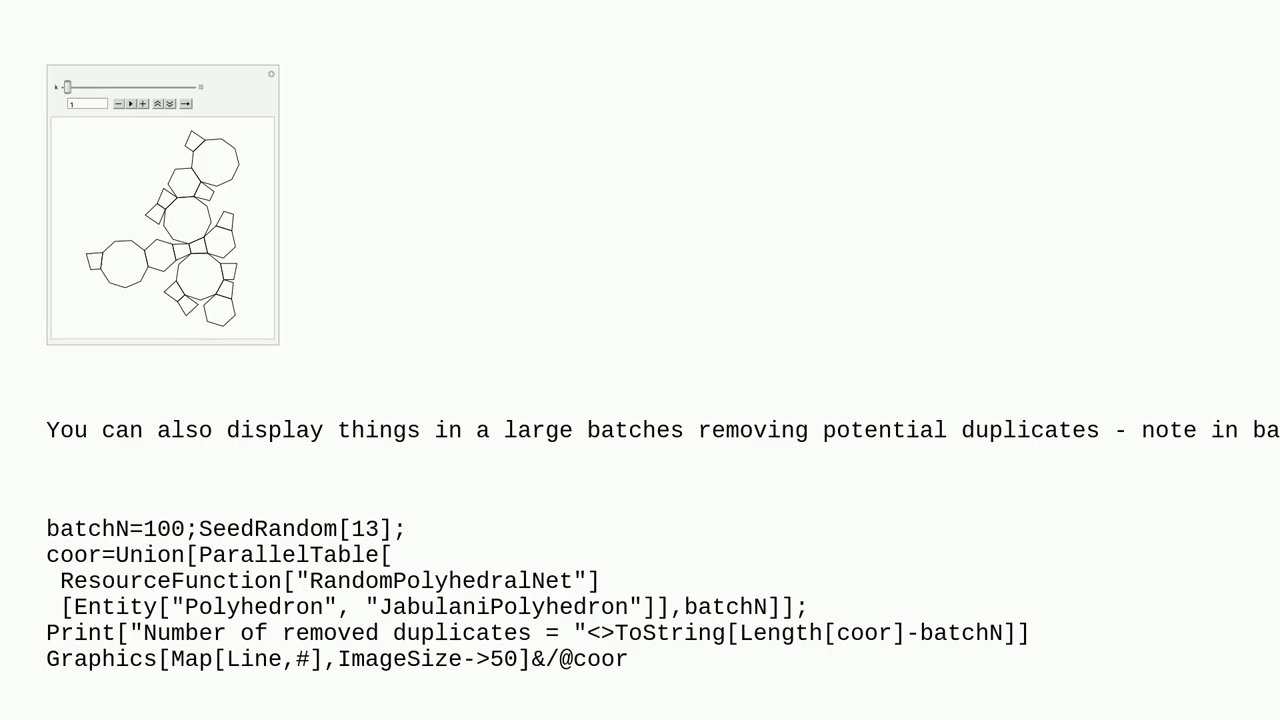 k
1
You can also display things in a large batches removing potential duplicates - note in ba
batchN=100;SeedRandom[13];
coor=Union[ParallelTable[
ResourceFunction["RandomPolyhedralNet"]
[Entity["Polyhedron", "JabulaniPolyhedron"]],batchN]];
Print["Number of removed duplicates = "<>ToString[Length[coor]-batchN]]
Graphics[Map[Line,#],ImageSize->50]&/@coor